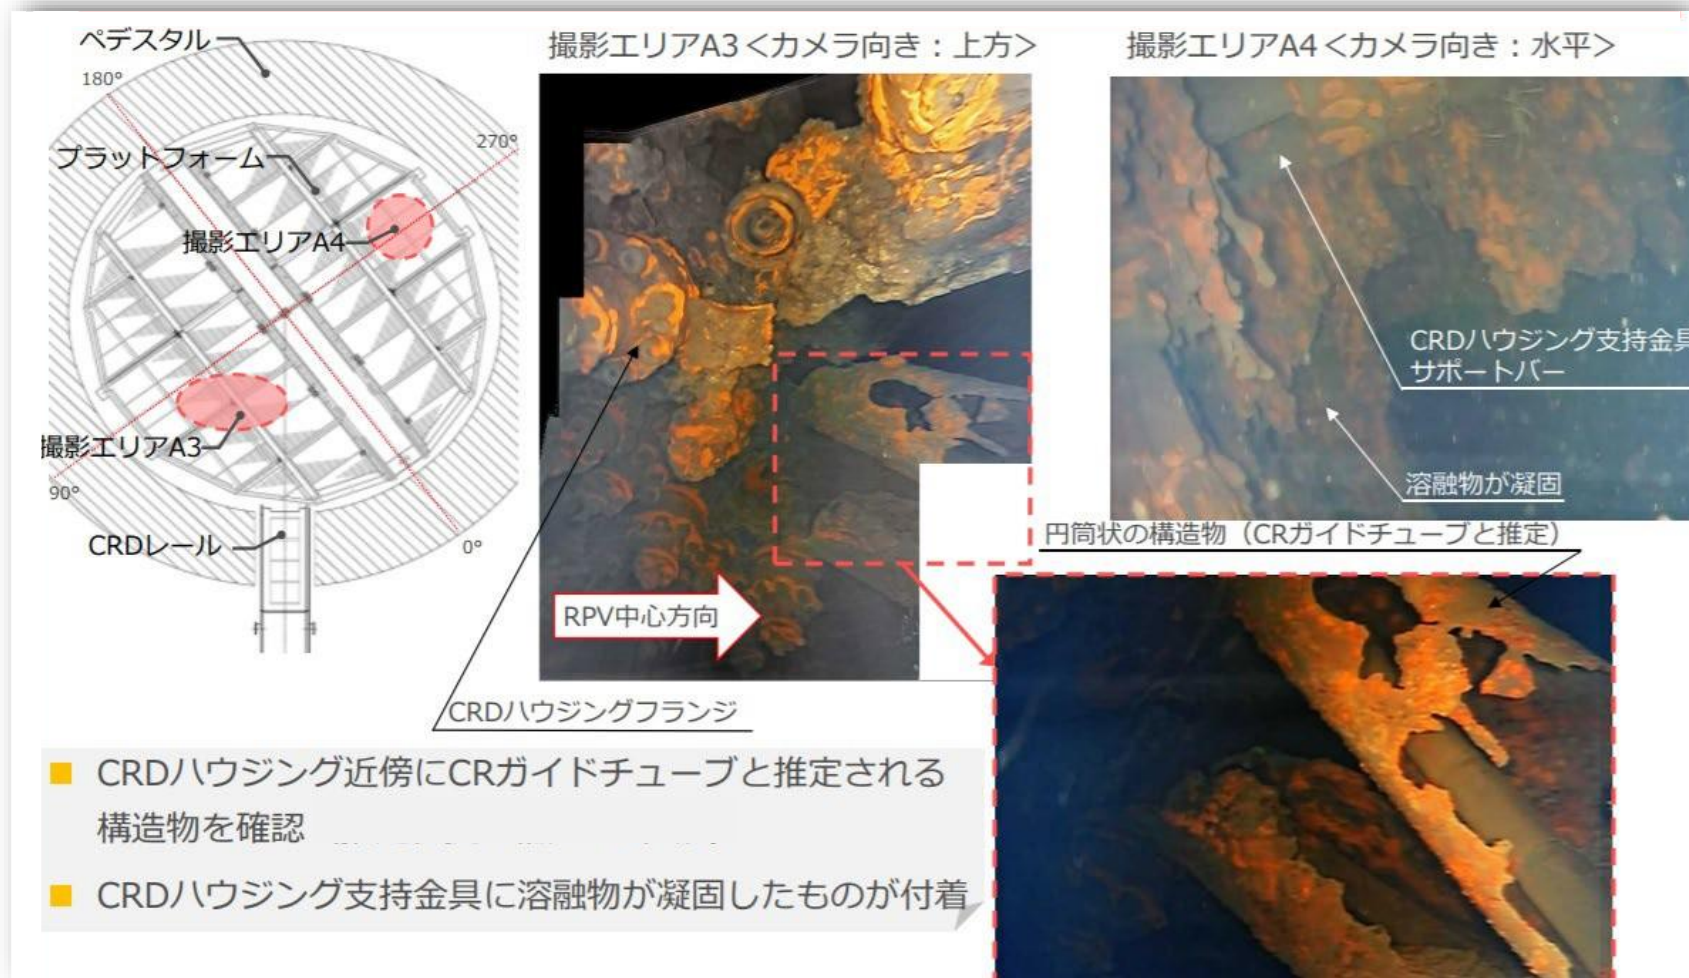 ペデスタル
180°
270°
プラットフォーム
撮影エリアA4
撮影エリアA3
90°
CRDレール
0°
撮影エリアA3<カメラ向き：上方>
RPV中心方向
CRDハウジングフランジ
撮影エリアA4<カメラ向き：水平>
CRDハウジング支持金具
サポートバー
溶融物が凝固
円筒状の構造物（CRガイドチューブと推定）
■ CRDハウジング近傍にCRガイドチューブと推定される
構造物を確認
■ CRDハウジング支持金具に溶融物が凝固したものが付着